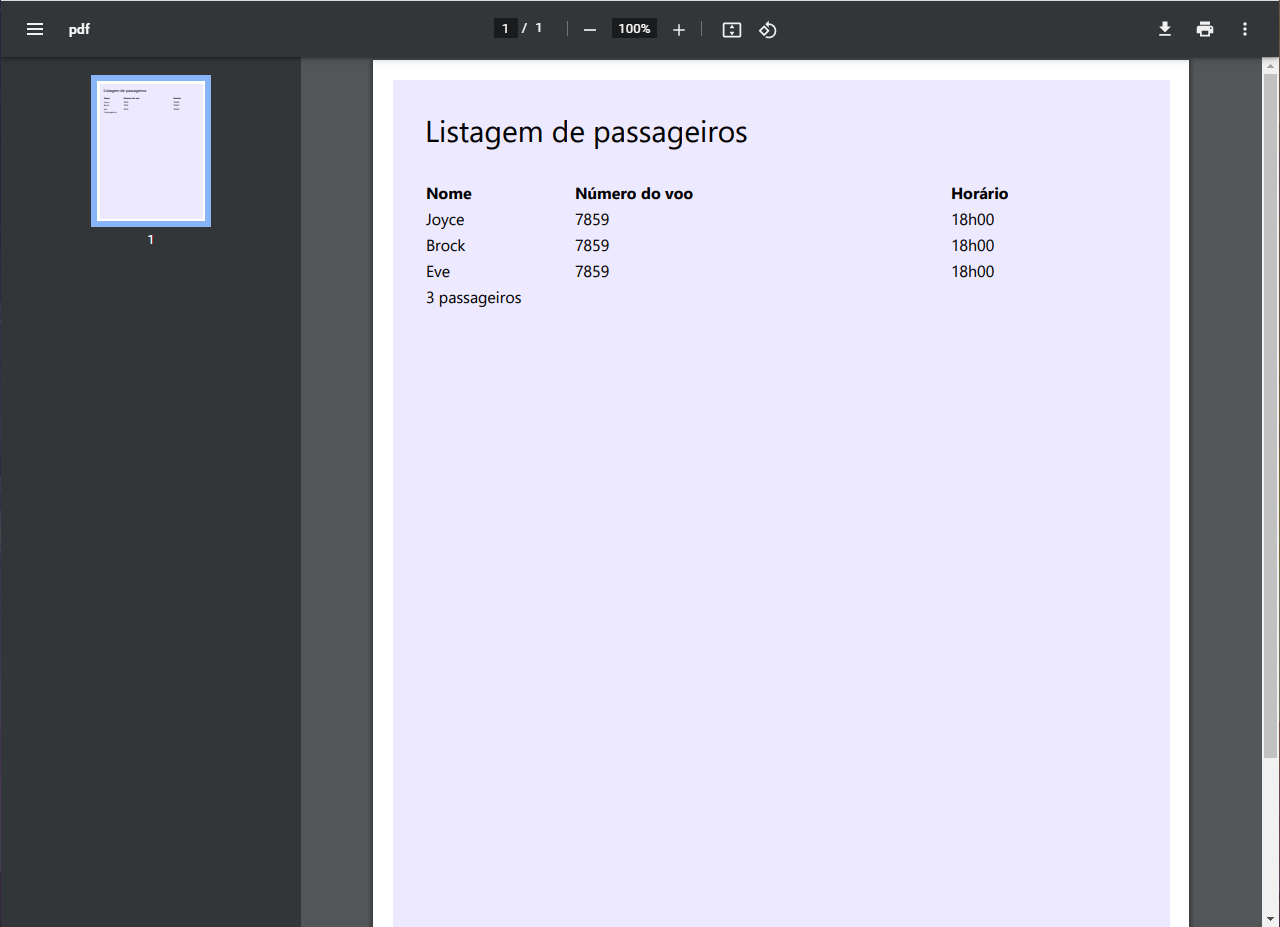 pdf
1 / 1
100%
1
Listagem de passageiros
Nome Número do voo Horário
Joyce 7859 18h00
Brock 7859 18h00
Eve 7859 18h00
3 passageiros